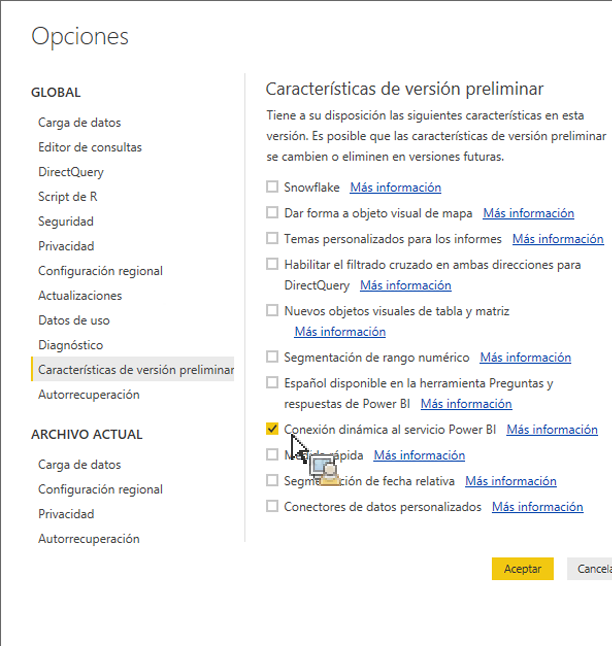 Opciones
GLOBAL
Carga de datos
Editor de consultas
DirectQuery
Script de R
Seguridad
Privacidad
Configuración regional
Actualizaciones
Datos de uso
Diagnóstico
Características de versión preliminar
Autorrecuperación
ARCHIVO ACTUAL
Carga de datos
Configuración regional
Privacidad
Autorrecuperación
Características de versión preliminar
Tiene a su disposición las siguientes características en esta
versión. Es posible que las características de versión preliminar
se cambien o eliminen en versiones futuras.
Snowflake Más información
Dar forma a objeto visual de mapa Más información
Temas personalizados para los informes Más información
Habilitar el filtrado cruzado en ambas direcciones para
DirectQuery Más información
Nuevos objetos visuales de tabla y matriz
Más información
Segmentación de rango numérico Más información
Español disponible en la herramienta Preguntas y
respuestas de Power BI Más información
Conexión dinámica al servicio Power BI Más información
rápida Más información
de fecha relativa Más información
Conectores de datos personalizados Más información
Aceptar